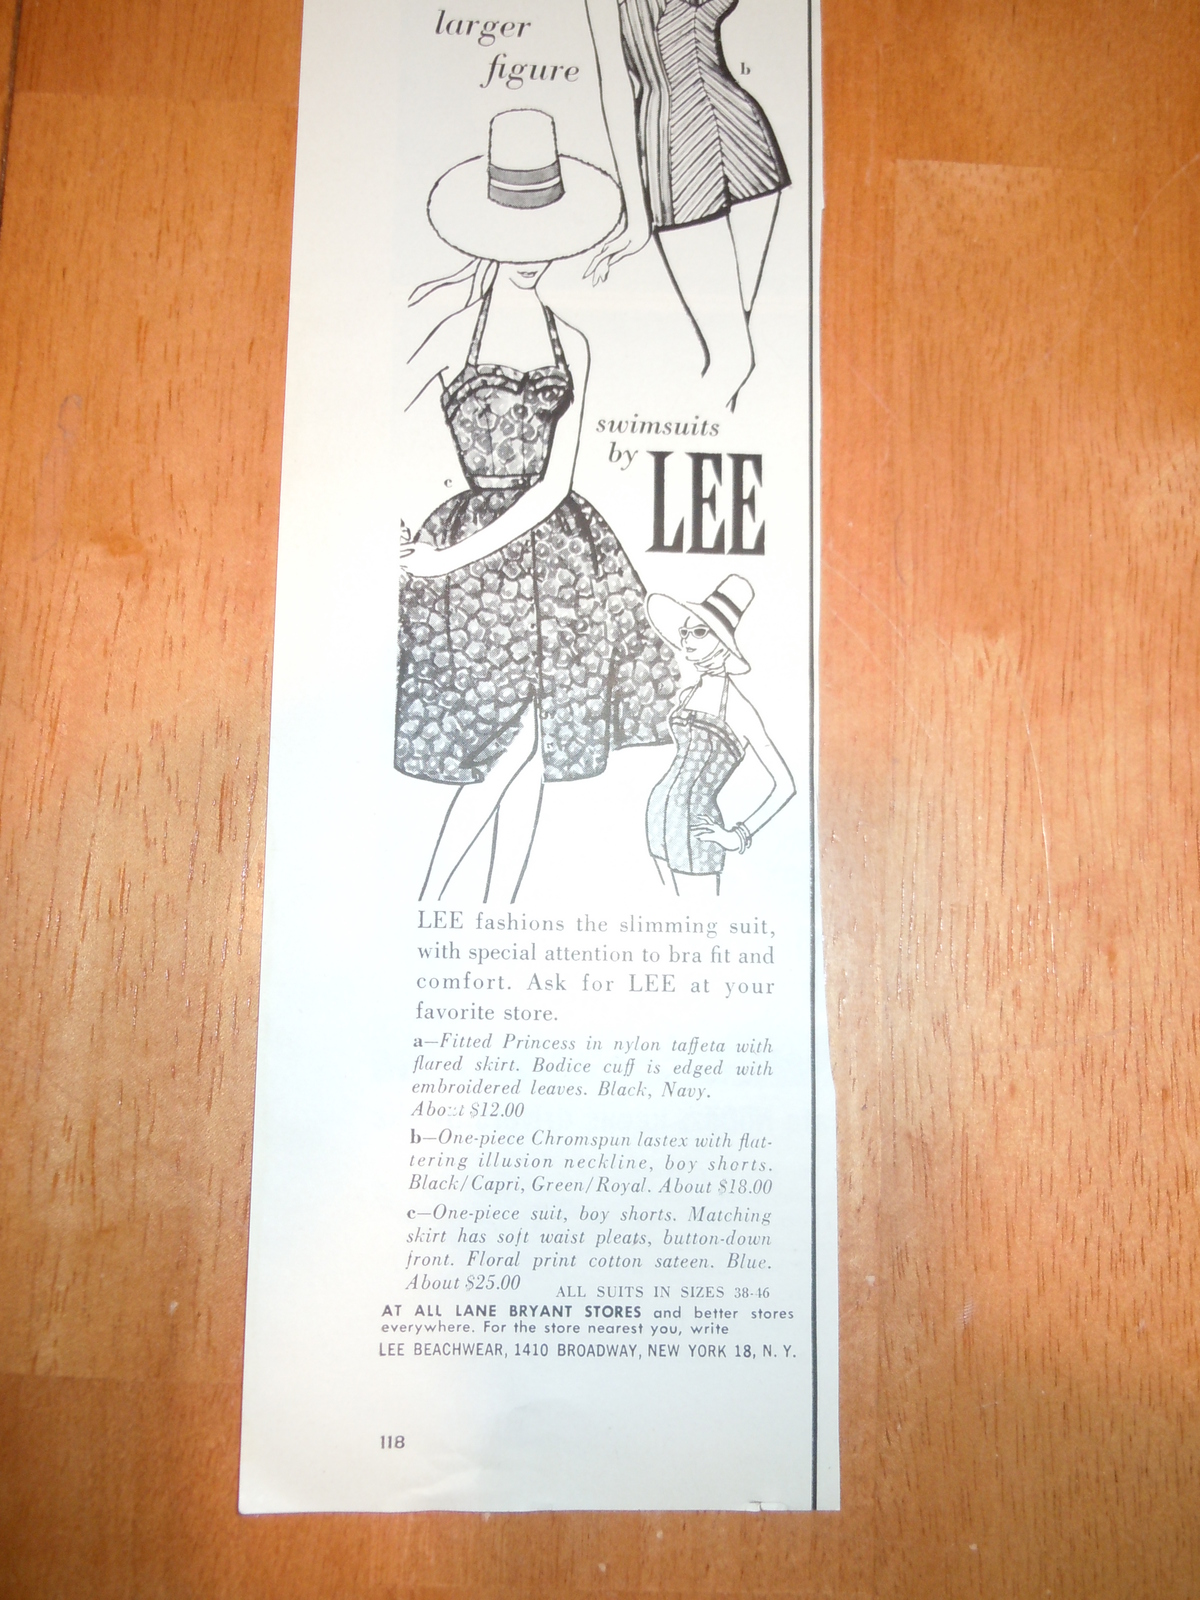 larger
figure
b
swimsuits
by LEE
c
LEE fashions the slimming suit,
with special attention to bra fit and
comfort. Ask for LEE at your
favorite store.
a—Fitted Princess in nylon taffeta with
flared skirt. Bodice cuff is edged with
embroidered leaves. Black, Navy.
About $12.00
b—One-piece Chromspun lastex with flat-
tering illusion neckline, boy shorts.
Black/Capri, Green/Royal. About $18.00
c—One-piece suit, boy shorts. Matching
skirt has soft waist pleats, button-down
front. Floral print cotton sateen. Blue.
About $25.00 ALL SUITS IN SIZES 38-46
AT ALL LANE BRYANT STORES and better stores
everywhere. For the store nearest you, write
LEE BEACHWEAR, 1410 BROADWAY, NEW YORK 18, N. Y.
118